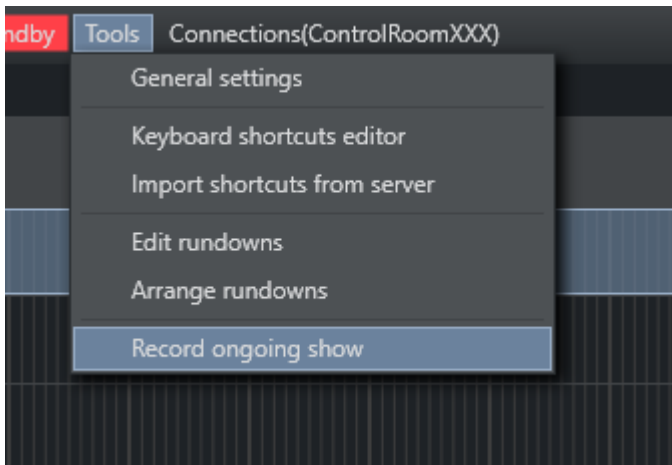 ndby Tools Connections(ControlRoomXXX)
General settings
Keyboard shortcuts editor
Import shortcuts from server
Edit rundowns
Arrange rundowns
Record ongoing show